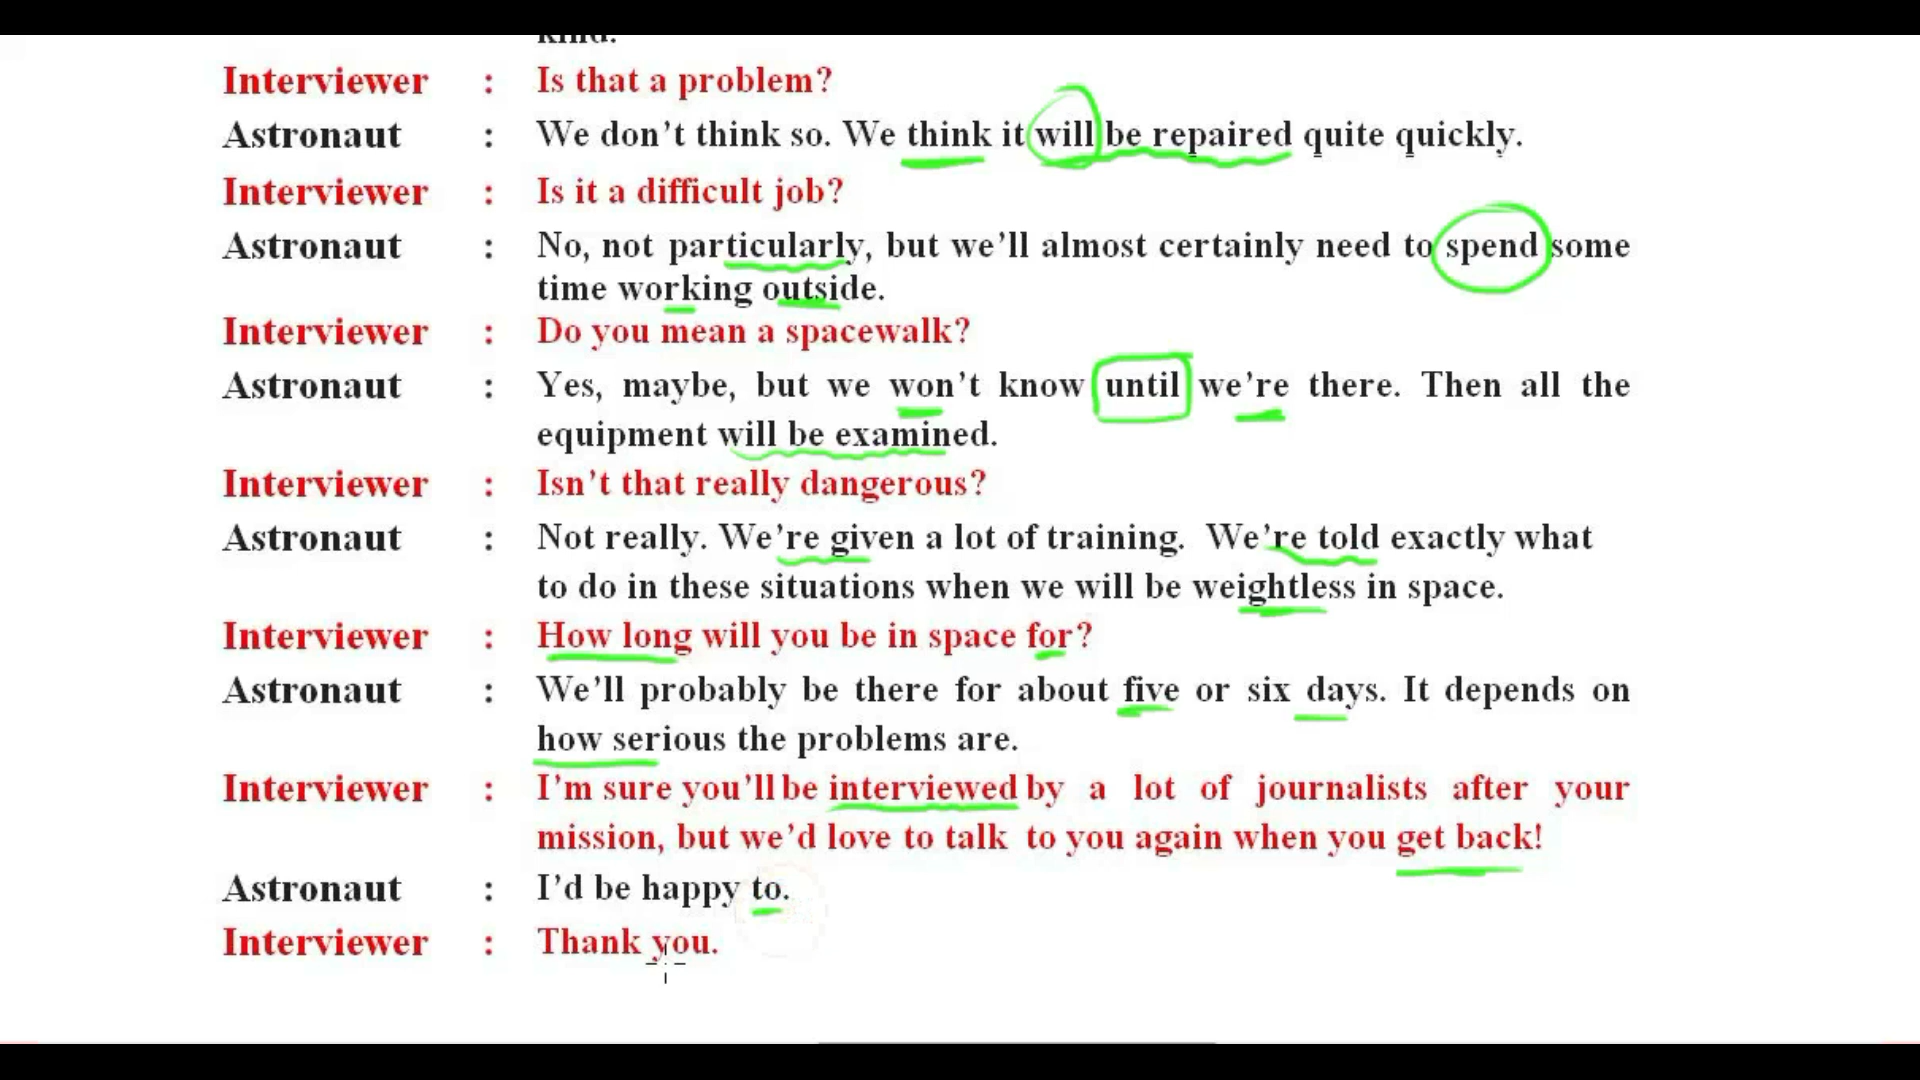 kind.
Interviewer : Is that a problem?
Astronaut : We don't think so. We think it will be repaired quite quickly.
Interviewer : Is it a difficult job?
Astronaut : No, not particularly, but we'll almost certainly need to spend some
time working outside.
Interviewer : Do you mean a spacewalk?
Astronaut : Yes, maybe, but we won't know until we're there. Then all the
equipment will be examined.
Interviewer : Isn't that really dangerous?
Astronaut : Not really. We're given a lot of training. We're told exactly what
to do in these situations when we will be weightless in space.
Interviewer : How long will you be in space for?
Astronaut : We'll probably be there for about five or six days. It depends on
how serious the problems are.
Interviewer : I'm sure you'll be interviewed by a lot of journalists after your
mission, but we'd love to talk to you again when you get back!
Astronaut : I'd be happy to.
Interviewer : Thank you.